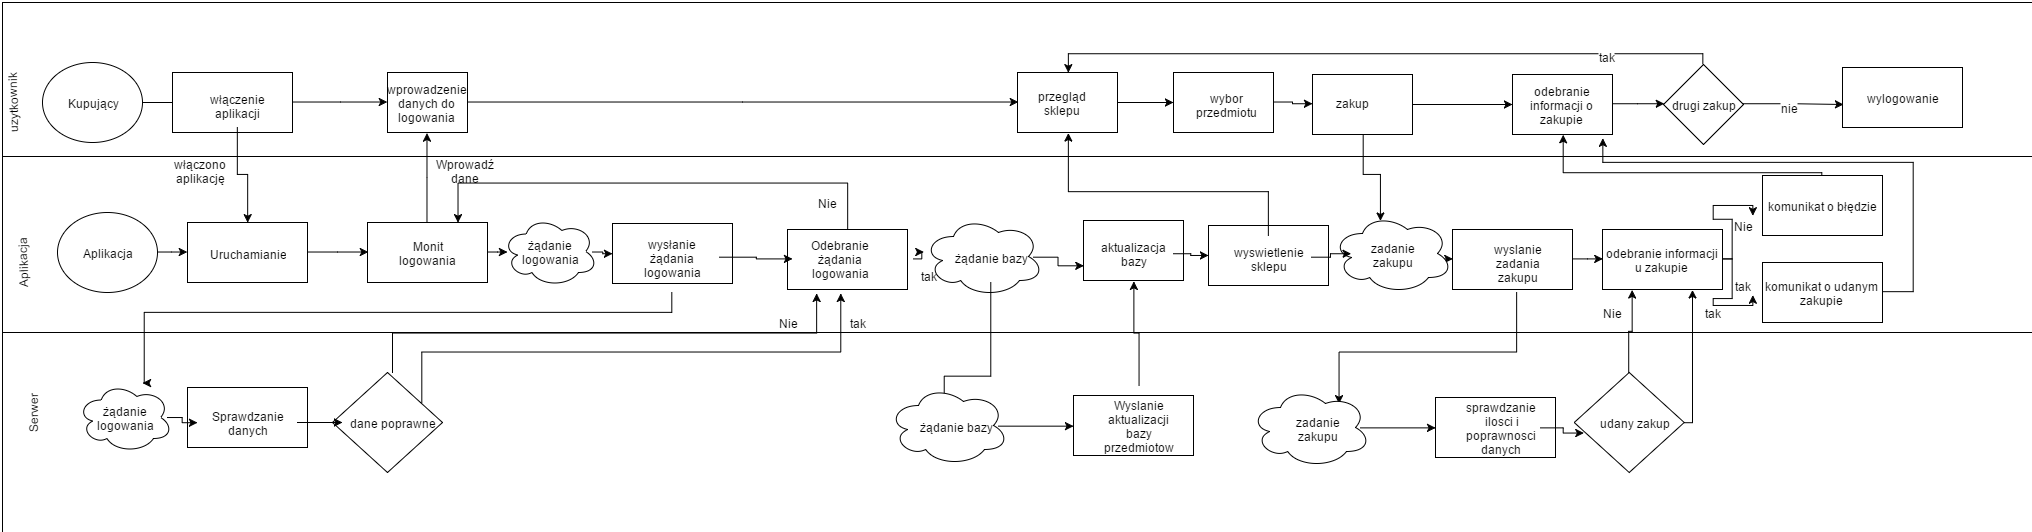 użytkownik
Kupujący
włączenie
aplikacji
wprowadzenie
danych do
logowania
przegląd
sklepu
wybor
przedmiotu
zakup
odebranie
informacji o
zakupie
tak
drugi zakup
nie
wylogowanie
Aplikacja
włączono
aplikację
Wprowadź
dane
Aplikacja
Uruchamianie
Monit
logowania
żądanie
logowania
wysłanie
żądania
logowania
Nie
Odebranie
żądania
logowania
tak
żądanie bazy
aktualizacja
bazy
wyswietlenie
sklepu
zadanie
zakupu
wyslanie
zadania
zakupu
odebranie informacji
u zakupie
Nie
tak
komunikat o błędzie
komunikat o udanym
zakupie
Nie
tak
Nie
tak
Serwer
żądanie
logowania
Sprawdzanie
danych
dane poprawne
żądanie bazy
Wyslanie
aktualizacji
bazy
przedmiotow
zadanie
zakupu
sprawdzanie
ilosci i
poprawnosci
danych
udany zakup